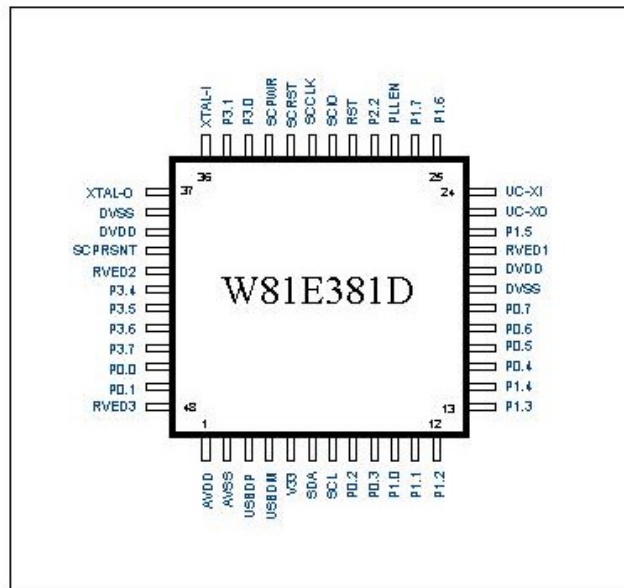 XTAL-I
P3.1
P3.0
SCPWR
SCRST
SCCLK
SCIO
RST
P2.2
PLLEN
P1.7
P1.6
36
25
37
24
XTAL-O
DVSS
DVDD
SCPRSNT
RVED2
P3.4
P3.5
P3.6
P3.7
P0.0
P0.1
RVED3
W81E381D
UC-XI
UC-XO
P1.5
RVED1
DVDD
DVSS
P0.7
P0.6
P0.5
P0.4
P1.4
P1.3
48
13
1
12
AVDD
AVSS
USBDP
USBDM
V33
SDA
SCL
P0.2
P0.3
P1.0
P1.1
P1.2